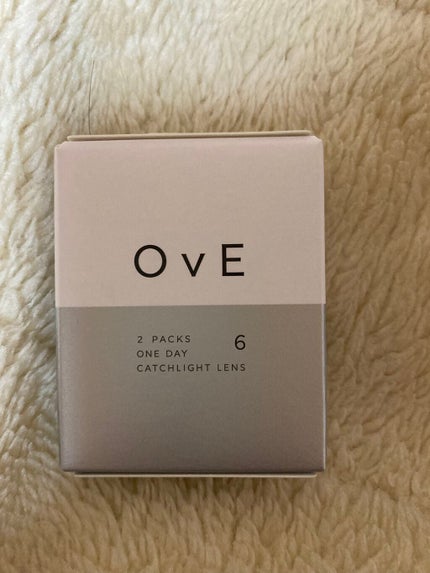 OvE
2 PACKS 6
ONE DAY
CATCHLIGHT LENS